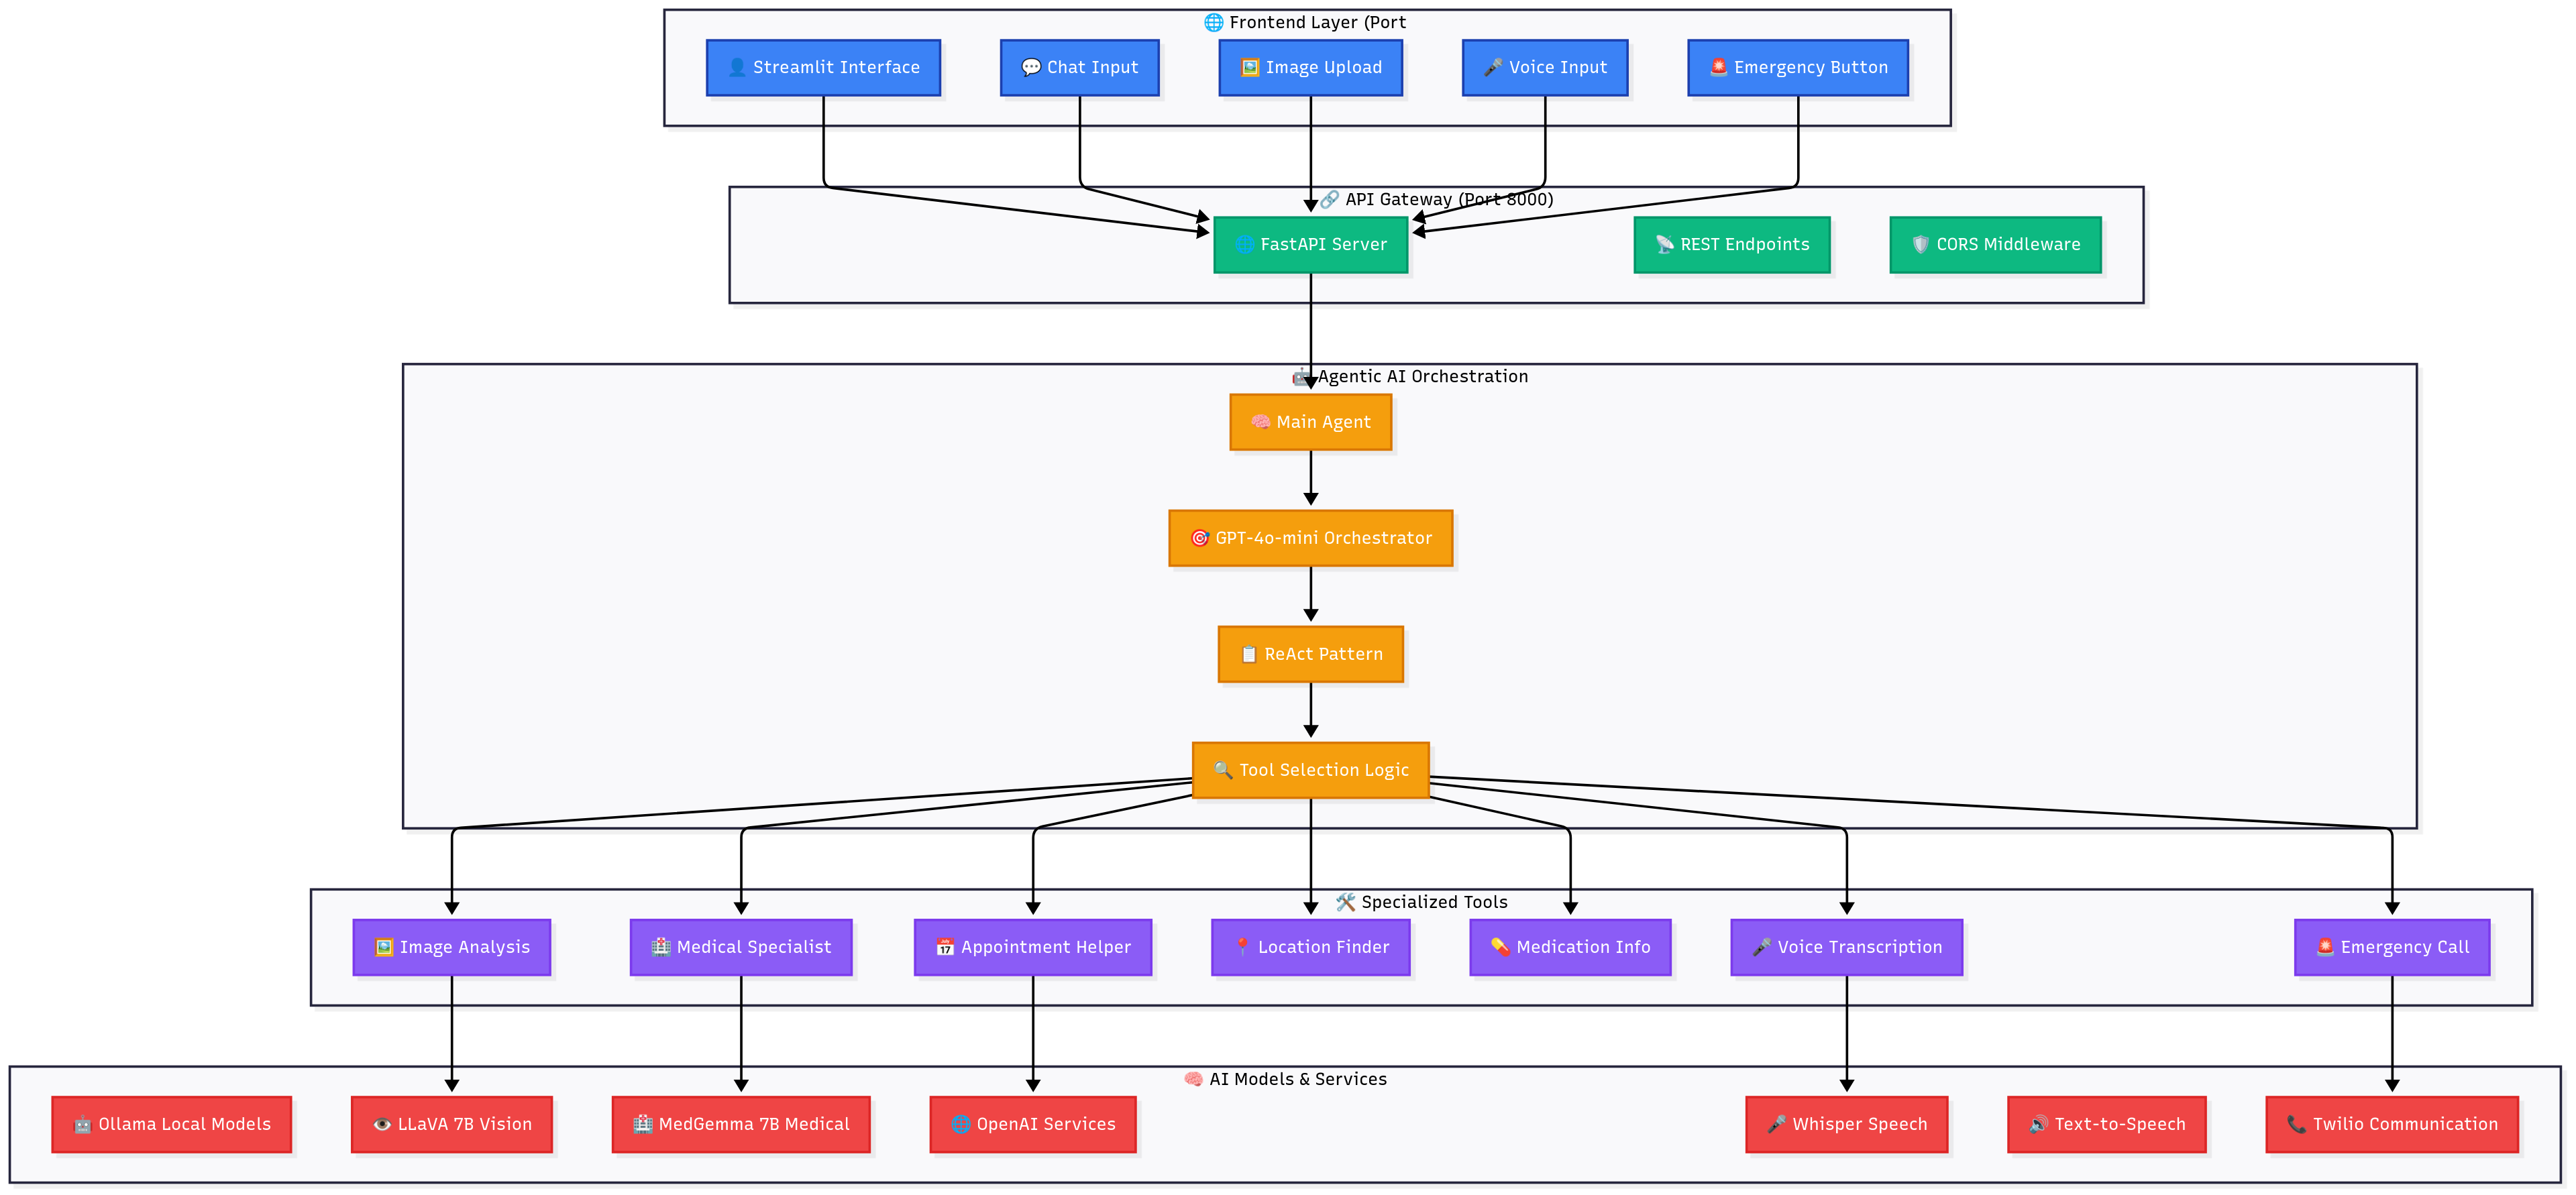 🌐 Frontend Layer (Port
👤 Streamlit Interface
💬 Chat Input
🖼️ Image Upload
🎤 Voice Input
🚨 Emergency Button
🔗 API Gateway (Port 8000)
🌐 FastAPI Server
📡 REST Endpoints
🛡️ CORS Middleware
🤖 Agentic AI Orchestration
🧠 Main Agent
🎯 GPT-4o-mini Orchestrator
📋 ReAct Pattern
🔍 Tool Selection Logic
🛠️ Specialized Tools
🖼️ Image Analysis
🏥 Medical Specialist
📅 Appointment Helper
📍 Location Finder
💊 Medication Info
🎤 Voice Transcription
🚨 Emergency Call
🧠 AI Models & Services
🤖 Ollama Local Models
👁️ LLaVA 7B Vision
🏥 MedGemma 7B Medical
🌐 OpenAI Services
🎤 Whisper Speech
🔊 Text-to-Speech
📞 Twilio Communication